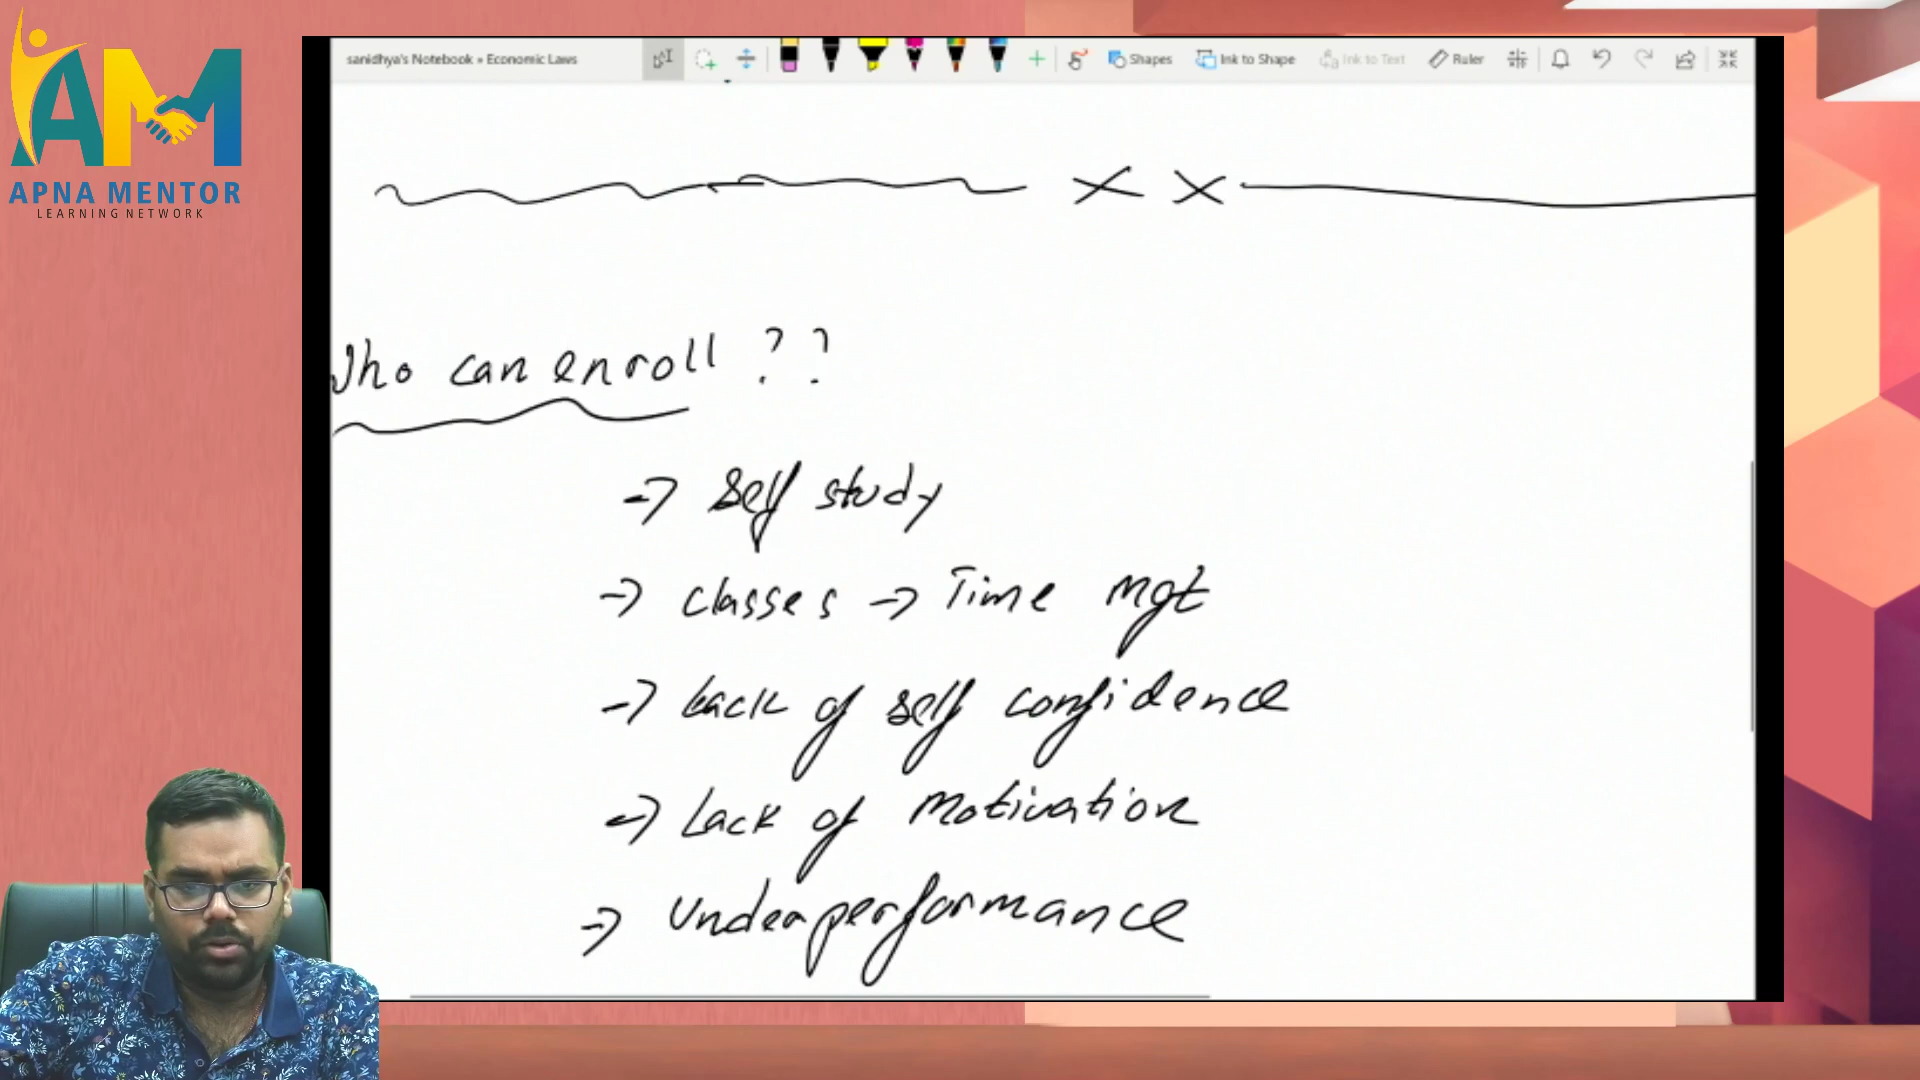 AM
APNA MENTOR
LEARNING NETWORK
sanidhya's Notebook » Economic Laws
Shapes
Ink to Shape
Ink to Text
Ruler
Who can enroll ??
→ Self study
→ Classes → Time Mgt
→ Lack of self confidence
→ Lack of Motivation
→ Underperformance